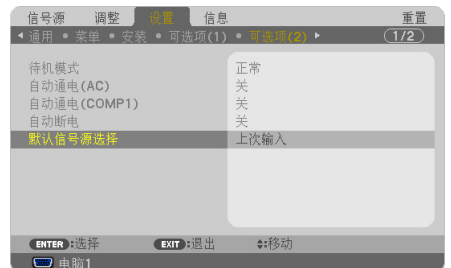 信号源 调整 设置 信息 重置
通用 • 菜单 • 安装 • 可选项(1) • 可选项(2) 1/2
待机模式 正常
自动通电(AC) 关
自动通电(COMP1) 关
自动断电 关
默认信号源选择 上次输入
ENTER:选择 EXIT:退出 :移动
电脑1